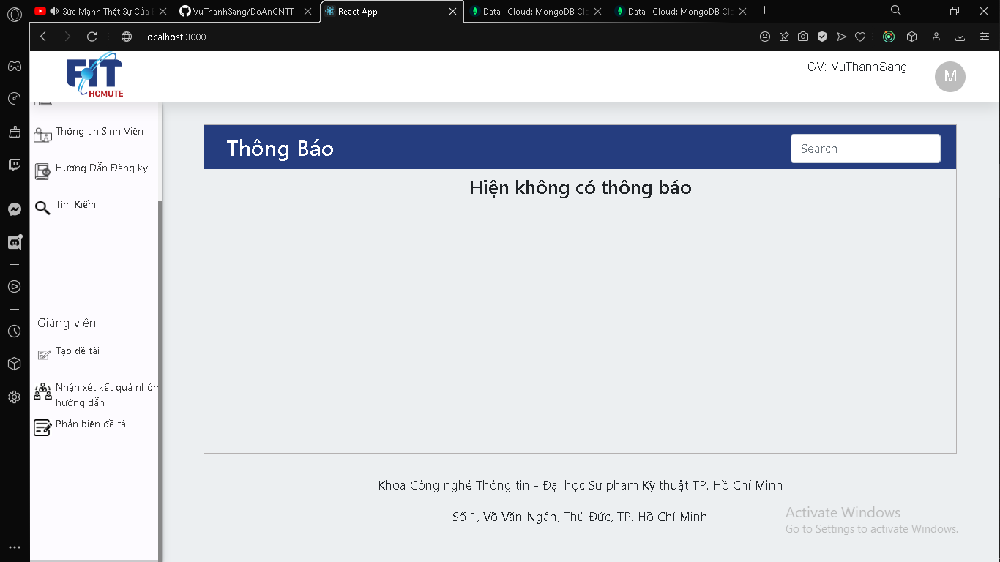 Sức Mạnh Thật Sự Của
VuThanhSang/DoAnCNTT
React App
Data | Cloud: MongoDB Clo
Data | Cloud: MongoDB Clo
localhost:3000
FIT
HCMUTE
GV: VuThanhSang
M
Thông tin Sinh Viên
Hướng Dẫn Đăng ký
Tìm Kiếm
Giảng viên
Tạo đề tài
Nhận xét kết quả nhóm
hướng dẫn
Phản biện đề tài
Thông Báo
Search
Hiện không có thông báo
Khoa Công nghệ Thông tin - Đại học Sư phạm Kỹ thuật TP. Hồ Chí Minh
Số 1, Võ Văn Ngân, Thủ Đức, TP. Hồ Chí Minh
Activate Windows
Go to Settings to activate Windows.